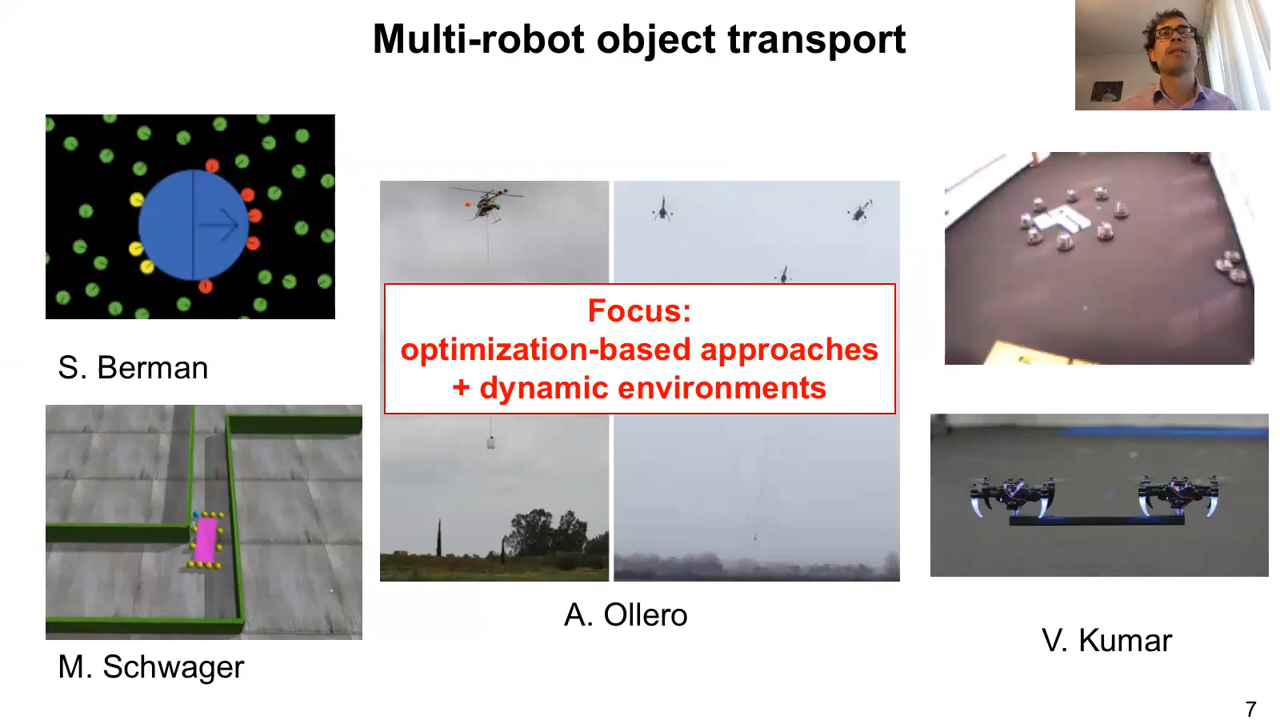 Multi-robot object transport
S. Berman
Focus:
optimization-based approaches
+ dynamic environments
M. Schwager
A. Ollero
V. Kumar
7